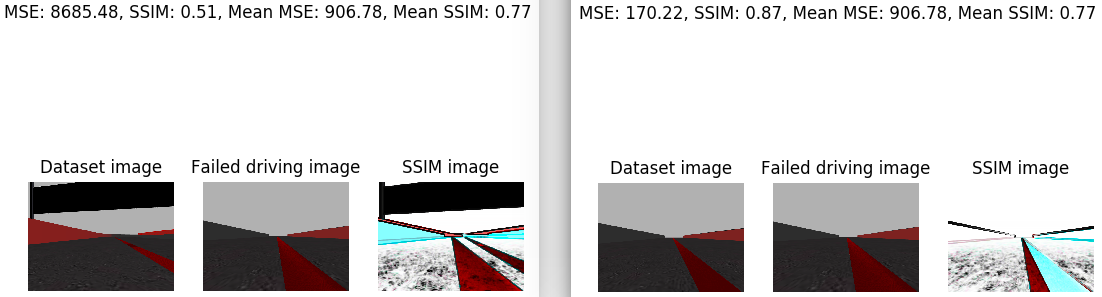 MSE: 8685.48, SSIM: 0.51, Mean MSE: 906.78, Mean SSIM: 0.77
Dataset image
Failed driving image
SSIM image
MSE: 170.22, SSIM: 0.87, Mean MSE: 906.78, Mean SSIM: 0.77
Dataset image
Failed driving image
SSIM image